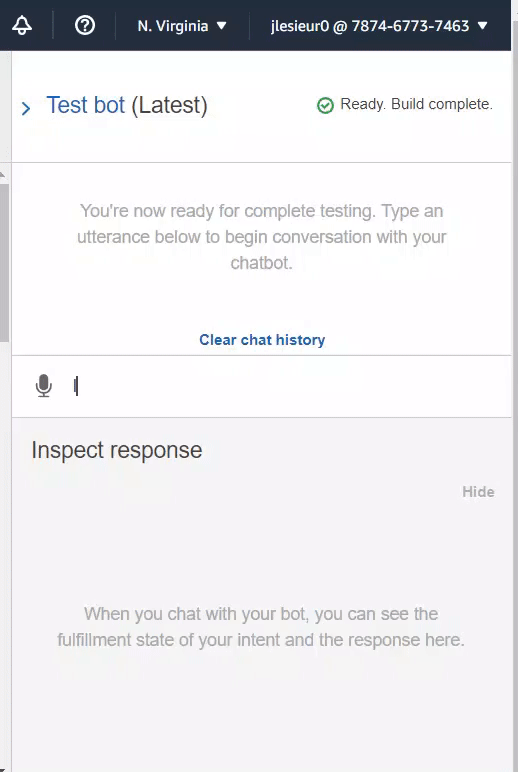 N. Virginia jlesieur0 @ 7874-6773-7463
Test bot (Latest) Ready. Build complete.
You're now ready for complete testing. Type an
utterance below to begin conversation with your
chatbot.
Clear chat history
I
Inspect response
Hide
When you chat with your bot, you can see the
fulfillment state of your intent and the response here.